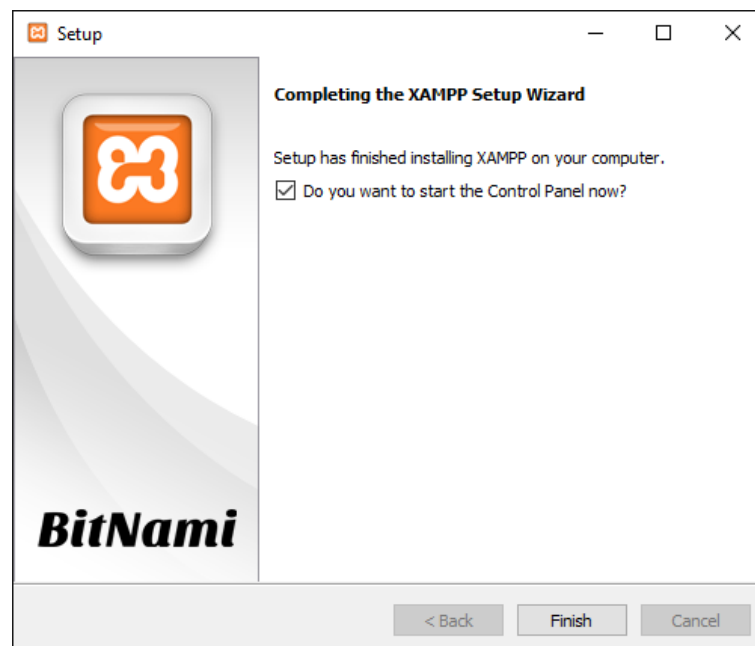 Setup
Completing the XAMPP Setup Wizard
Setup has finished installing XAMPP on your computer.
Do you want to start the Control Panel now?
BitNami
< Back
Finish
Cancel